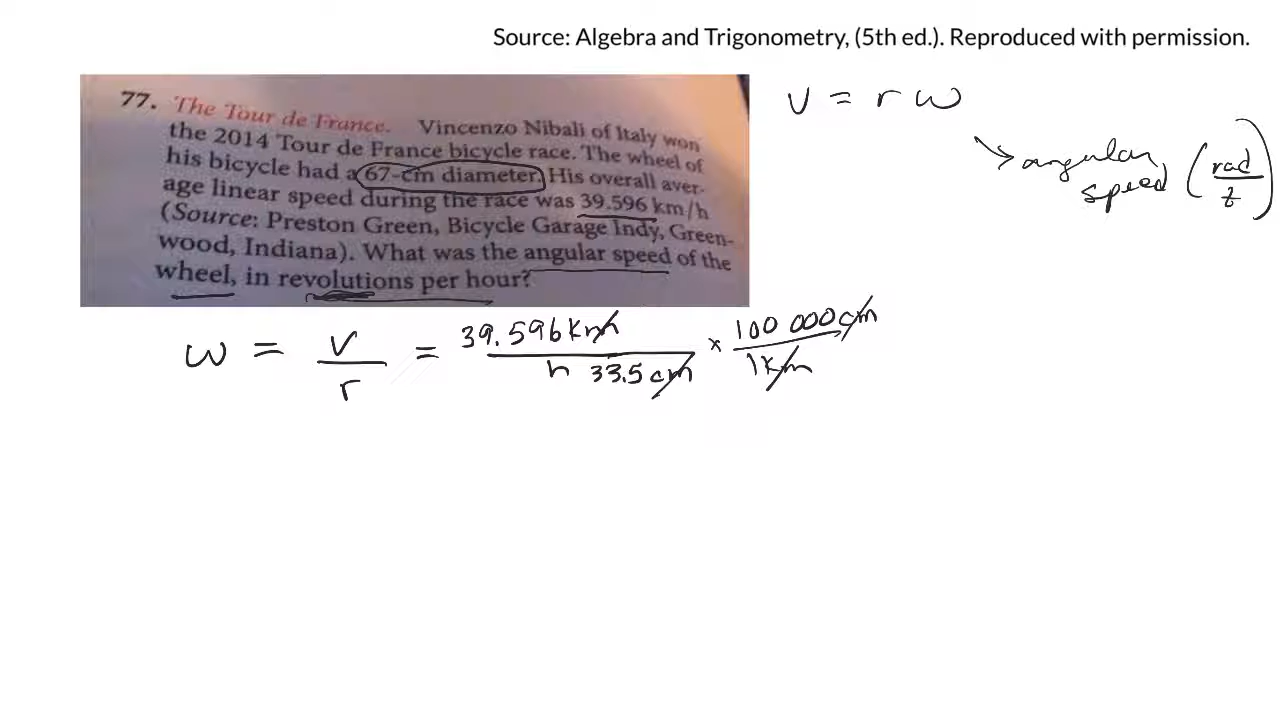 Source: Algebra and Trigonometry, (5th ed.). Reproduced with permission.
77. The Tour de France. Vincenzo Nibali of Italy won
the 2014 Tour de France bicycle race. The wheel of
his bicycle had a 67-cm diameter. His overall aver-
age linear speed during the race was 39.596 km/h
(Source: Preston Green, Bicycle Garage Indy, Green-
wood, Indiana). What was the angular speed of the
wheel, in revolutions per hour?
v = r ω
angular speed (rad/t)
ω = v/r = 39.596 km / h 33.5 cm × 100 000 cm / 1 km